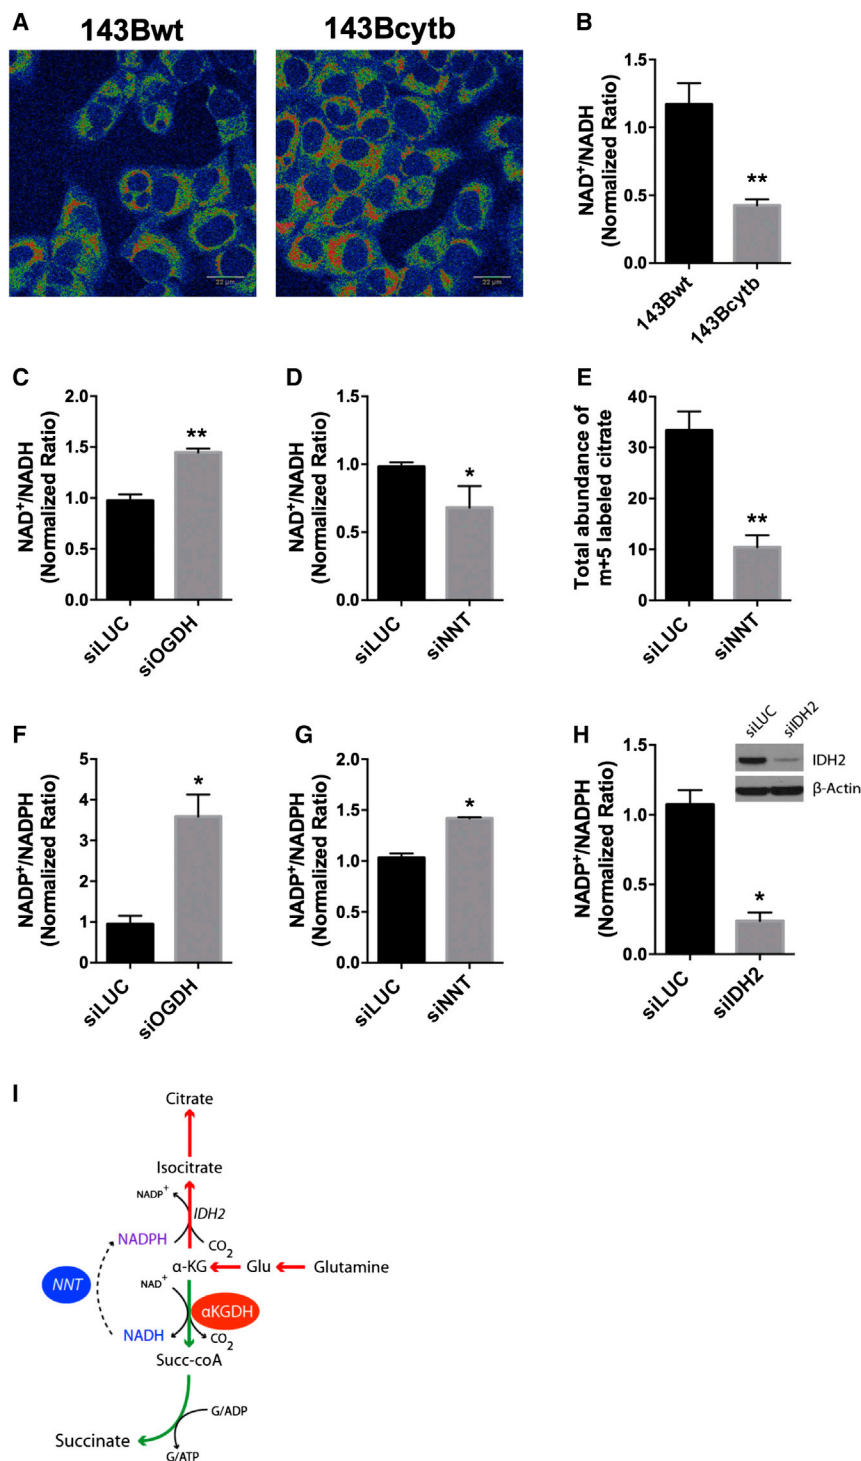 A
143Bwt
143Bcytb
22 µm
22 µm
B
NAD+/NADH
(Normalized Ratio)
1.5
1.0
0.5
0.0
**
143Bwt
143Bcytb
C
NAD+/NADH
(Normalized Ratio)
2.0
1.5
1.0
0.5
0.0
**
siLUC
siOGDH
D
NAD+/NADH
(Normalized Ratio)
1.5
1.0
0.5
0.0
*
siLUC
siNNT
E
Total abundance of
m+5 labeled citrate
40
30
20
10
0
**
siLUC
siNNT
F
NADP+/NADPH
(Normalized Ratio)
5
4
3
2
1
0
*
siLUC
siOGDH
G
NADP+/NADPH
(Normalized Ratio)
2.0
1.5
1.0
0.5
0.0
*
siLUC
siNNT
H
NADP+/NADPH
(Normalized Ratio)
1.5
1.0
0.5
0.0
*
siLUC
siIDH2
siLUC
siIDH2
IDH2
β-Actin
I
Citrate
Isocitrate
NADP+
IDH2
NADPH
CO2
α-KG
Glu
Glutamine
NNT
NAD+
αKGDH
NADH
CO2
Succ-coA
G/ADP
Succinate
G/ATP